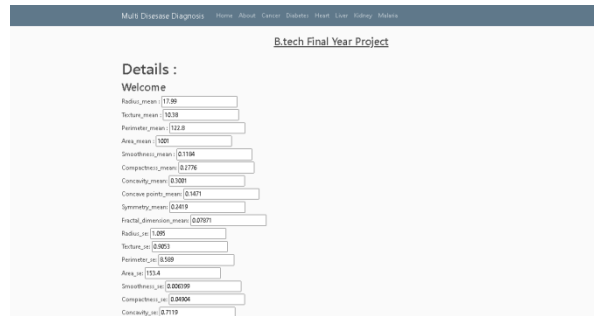 Multi Disesase Diagnosis Home About Cancer Diabetes Heart Liver Kidney Malaria
B.tech Final Year Project
Details :
Welcome
Radius_mean : 17.99
Texture_mean : 10.38
Perimeter_mean : 122.8
Area_mean : 1001
Smoothness_mean : 0.1184
Compactness_mean: 0.2776
Concavity_mean: 0.3001
Concave points_mean: 0.1471
Symmetry_mean: 0.2419
Fractal_dimension_mean: 0.07871
Radius_se: 1.095
Texture_se: 0.9053
Perimeter_se: 8.589
Area_se: 153.4
Smoothness_se: 0.006399
Compactness_se: 0.04904
Concavity_se: 0.7119